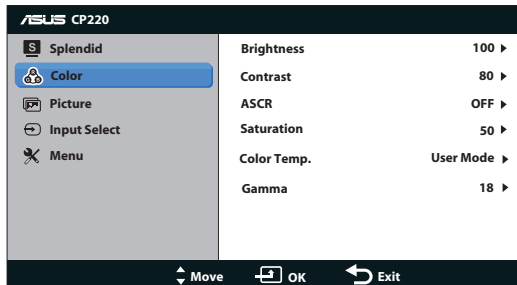 ASUS CP220
S Splendid
Color
Picture
Input Select
Menu
Brightness 100
Contrast 80
ASCR OFF
Saturation 50
Color Temp. User Mode
Gamma 18
Move OK Exit